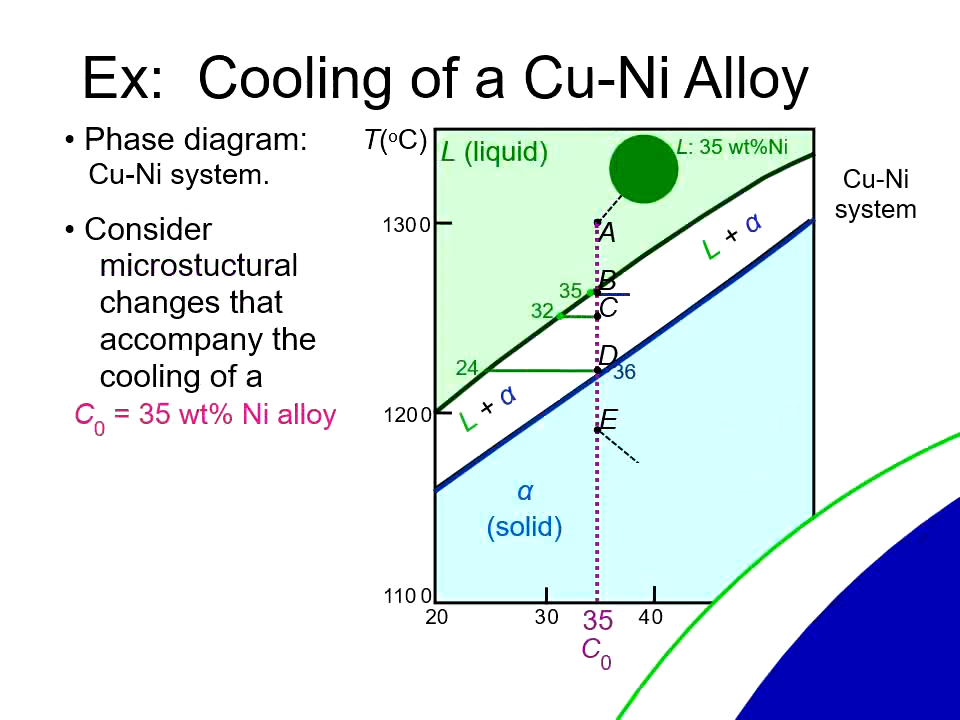 Ex: Cooling of a Cu-Ni Alloy
• Phase diagram:
Cu-Ni system.
• Consider
microstuctural
changes that
accompany the
cooling of a
C0 = 35 wt% Ni alloy
T(oC)
L (liquid)
L: 35 wt%Ni
Cu-Ni
system
1300
A
L + α
B
35
C
32
D
24
36
L + α
1200
E
α
(solid)
1100
20
30
35
40
C0